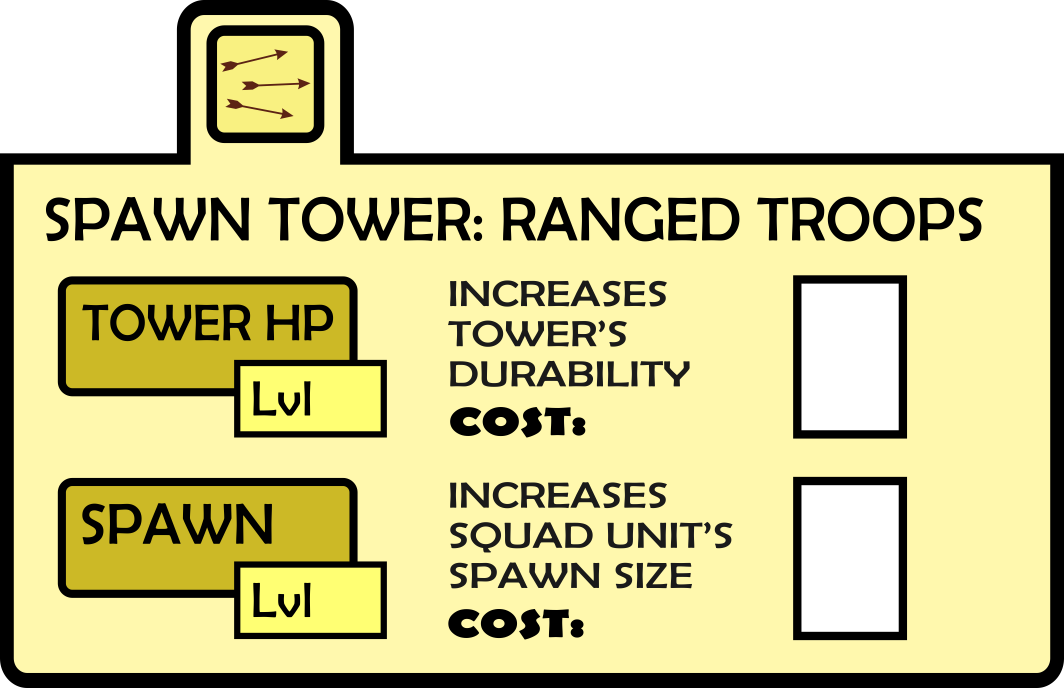 SPAWN TOWER: RANGED TROOPS
TOWER HP
Lvl
INCREASES
TOWER’S
DURABILITY
COST:
SPAWN
Lvl
INCREASES
SQUAD UNIT’S
SPAWN SIZE
COST: